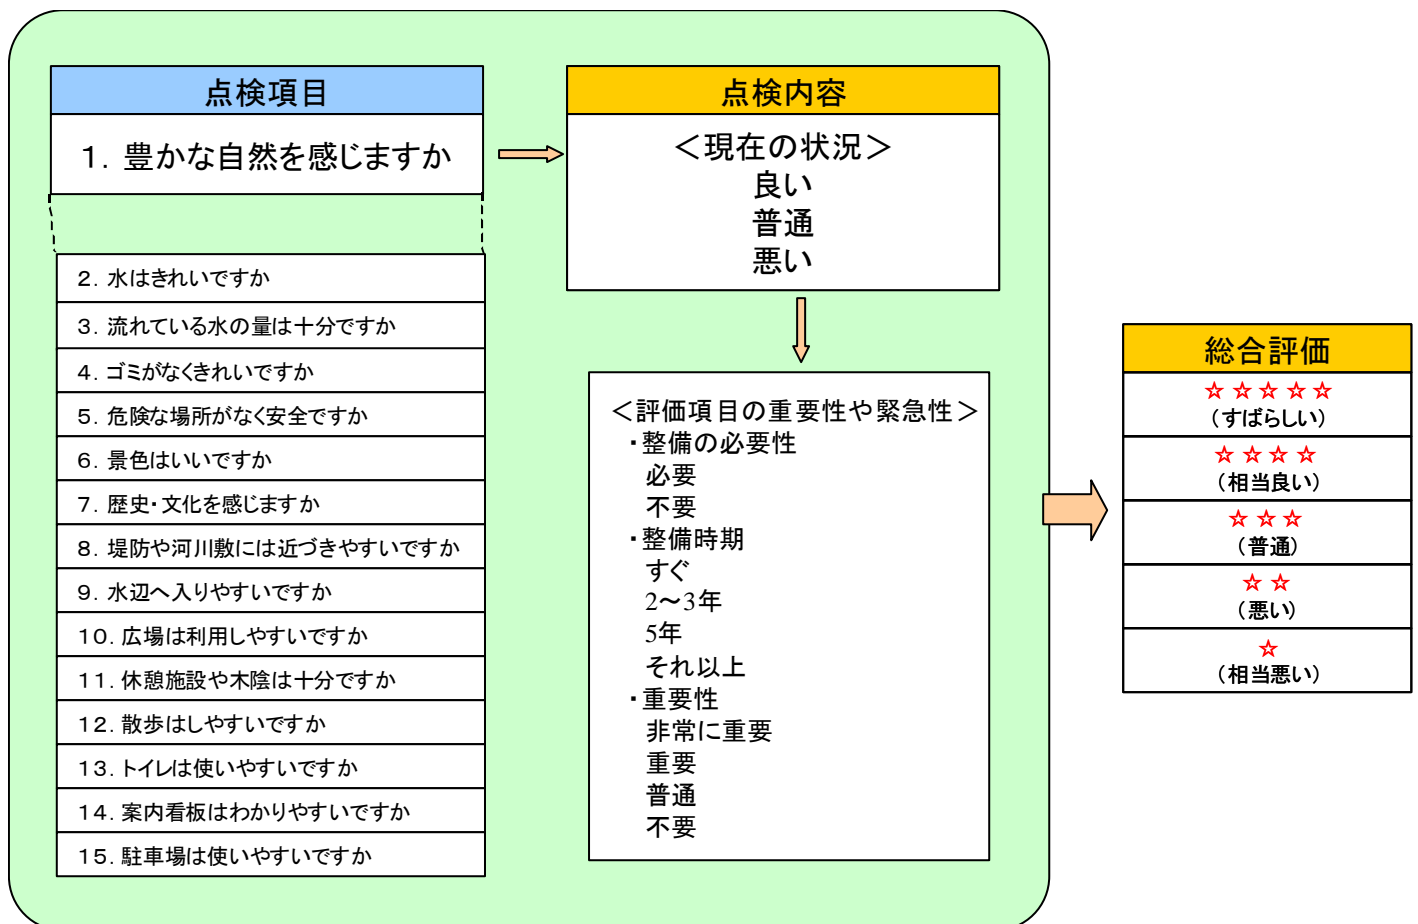 点検項目
１．豊かな自然を感じますか
２．水はきれいですか
３．流れている水の量は十分ですか
４．ゴミがなくきれいですか
５．危険な場所がなく安全ですか
６．景色はいいですか
７．歴史・文化を感じますか
８．堤防や河川敷には近づきやすいですか
９．水辺へ入りやすいですか
１０．広場は利用しやすいですか
１１．休憩施設や木陰は十分ですか
１２．散歩はしやすいですか
１３．トイレは使いやすいですか
１４．案内看板はわかりやすいですか
１５．駐車場は使いやすいですか
点検内容
＜現在の状況＞
良い
普通
悪い
＜評価項目の重要性や緊急性＞
・整備の必要性
必要
不要
・整備時期
すぐ
2～3年
5年
それ以上
・重要性
非常に重要
重要
普通
不要
総合評価
☆☆☆☆☆
（すばらしい）
☆☆☆☆
（相当良い）
☆☆☆
（普通）
☆☆
（悪い）
☆
（相当悪い）